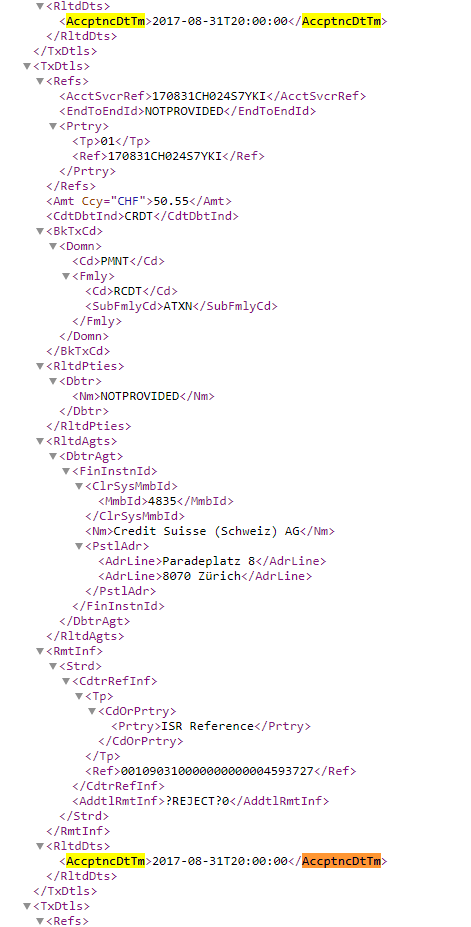 <RltdDts>
<AccptncDtTm>2017-08-31T20:00:00</AccptncDtTm>
</RltdDts>
</TxDtls>
<TxDtls>
<Refs>
<AcctSvcrRef>170831CH024S7YKI</AcctSvcrRef>
<EndToEndId>NOTPROVIDED</EndToEndId>
<Prtry>
<Tp>01</Tp>
<Ref>170831CH024S7YKI</Ref>
</Prtry>
</Refs>
<Amt Ccy="CHF">50.55</Amt>
<CdtDbtInd>CRDT</CdtDbtInd>
<BkTxCd>
<Domn>
<Cd>PMNT</Cd>
<Fmly>
<Cd>RCDT</Cd>
<SubFmlyCd>ATXN</SubFmlyCd>
</Fmly>
</Domn>
</BkTxCd>
<RltdPties>
<Dbtr>
<Nm>NOTPROVIDED</Nm>
</Dbtr>
</RltdPties>
<RltdAgts>
<DbtrAgt>
<FinInstnId>
<ClrSysMmbId>
<MmbId>4835</MmbId>
</ClrSysMmbId>
<Nm>Credit Suisse (Schweiz) AG</Nm>
<PstlAdr>
<AdrLine>Paradeplatz 8</AdrLine>
<AdrLine>8070 Zürich</AdrLine>
</PstlAdr>
</FinInstnId>
</DbtrAgt>
</RltdAgts>
<RmtInf>
<Strd>
<CdtrRefInf>
<Tp>
<CdOrPrtry>
<Prtry>ISR Reference</Prtry>
</CdOrPrtry>
</Tp>
<Ref>001090310000000000004593727</Ref>
</CdtrRefInf>
<AddtlRmtInf>?REJECT?0</AddtlRmtInf>
</Strd>
</RmtInf>
<RltdDts>
<AccptncDtTm>2017-08-31T20:00:00</AccptncDtTm>
</RltdDts>
</TxDtls>
<TxDtls>
<Refs>